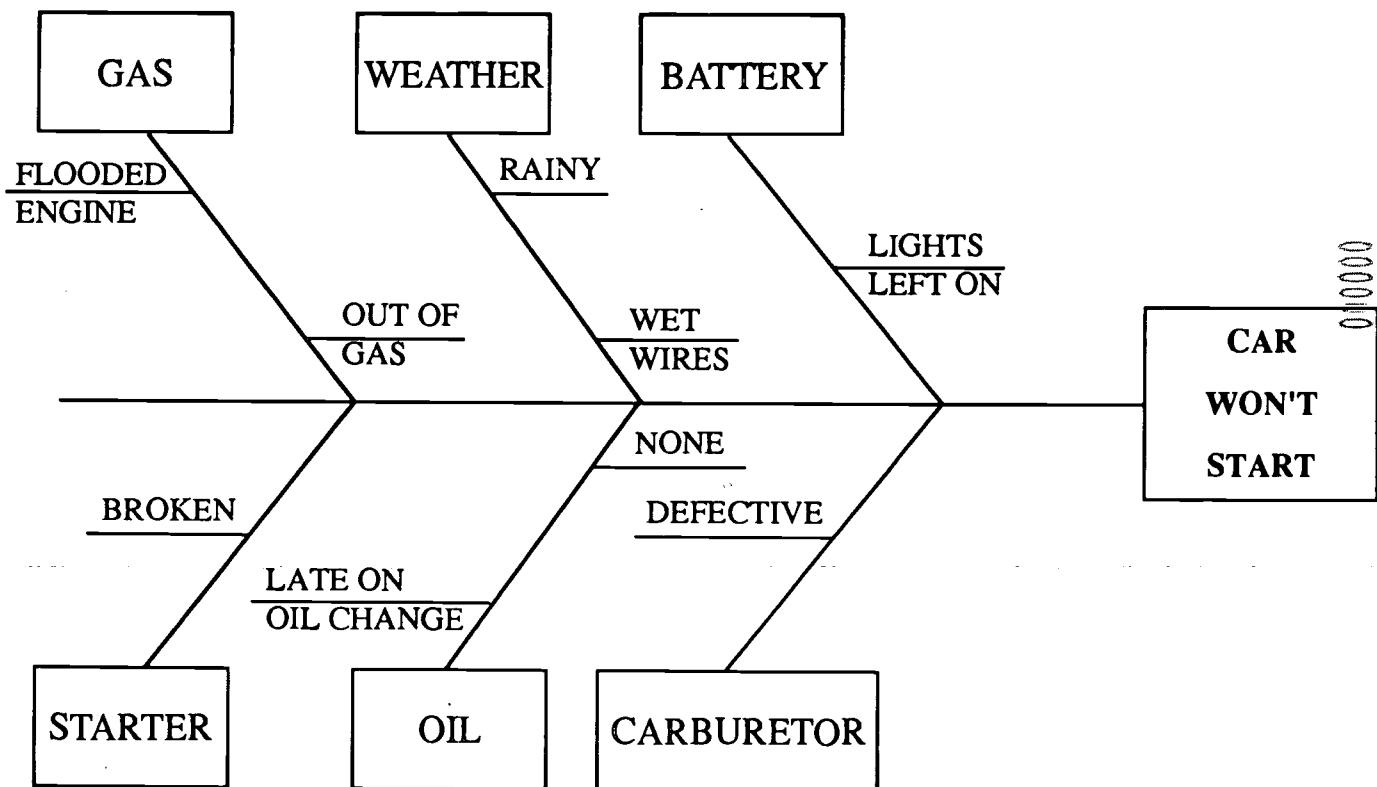 GAS
WEATHER
BATTERY
FLOODED
ENGINE
RAINY
LIGHTS
LEFT ON
OUT OF
GAS
WET
WIRES
CAR
WON'T
START
NONE
BROKEN
DEFECTIVE
LATE ON
OIL CHANGE
STARTER
OIL
CARBURETOR